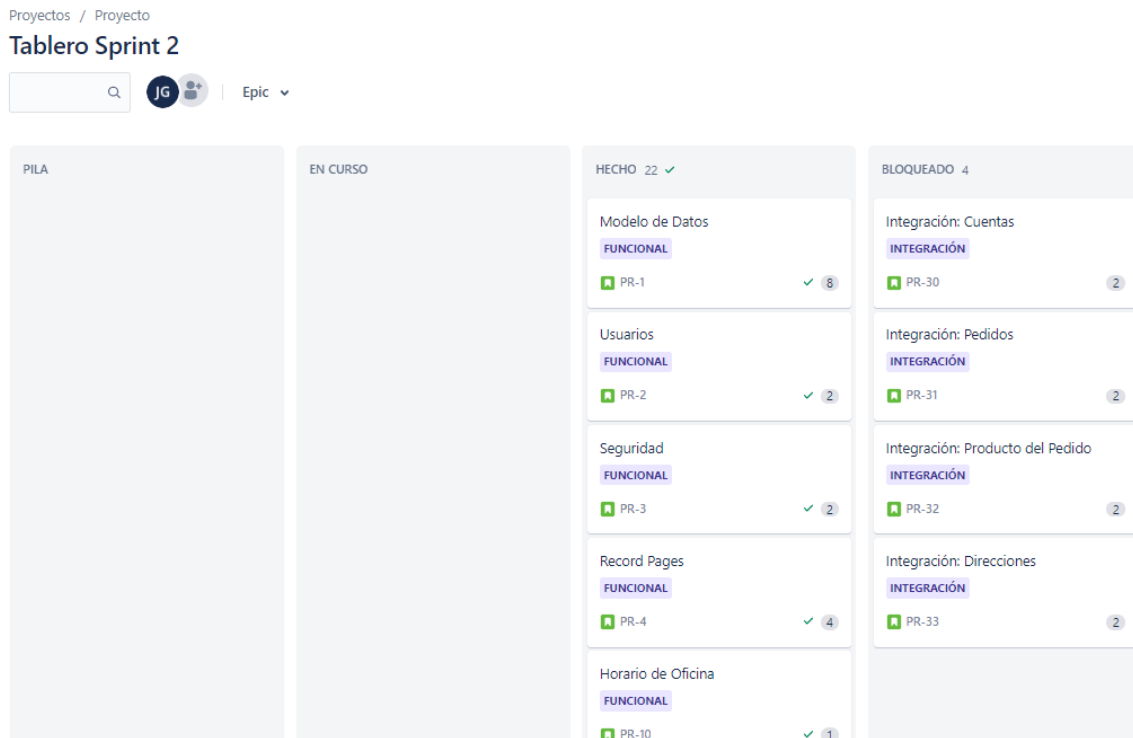 Proyectos / Proyecto
Tablero Sprint 2
JG
Epic
PILA
EN CURSO
HECHO 22
Modelo de Datos
FUNCIONAL
PR-1
8
Usuarios
FUNCIONAL
PR-2
2
Seguridad
FUNCIONAL
PR-3
2
Record Pages
FUNCIONAL
PR-4
4
Horario de Oficina
FUNCIONAL
PR-10
1
BLOQUEADO 4
Integración: Cuentas
INTEGRACIÓN
PR-30
2
Integración: Pedidos
INTEGRACIÓN
PR-31
2
Integración: Producto del Pedido
INTEGRACIÓN
PR-32
2
Integración: Direcciones
INTEGRACIÓN
PR-33
2